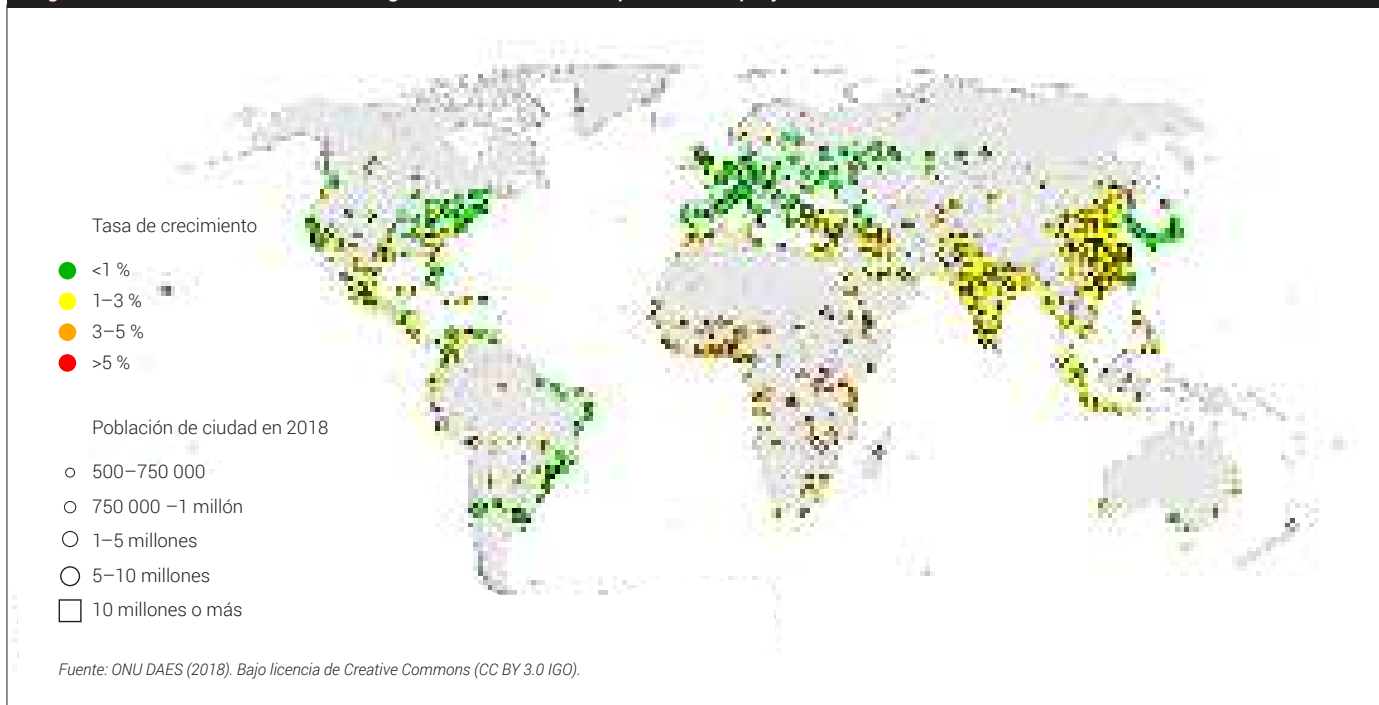 Tasa de crecimiento
<1 %
1–3 %
3–5 %
>5 %
Población de ciudad en 2018
500–750 000
750 000 –1 millón
1–5 millones
5–10 millones
10 millones o más
Fuente: ONU DAES (2018). Bajo licencia de Creative Commons (CC BY 3.0 IGO).